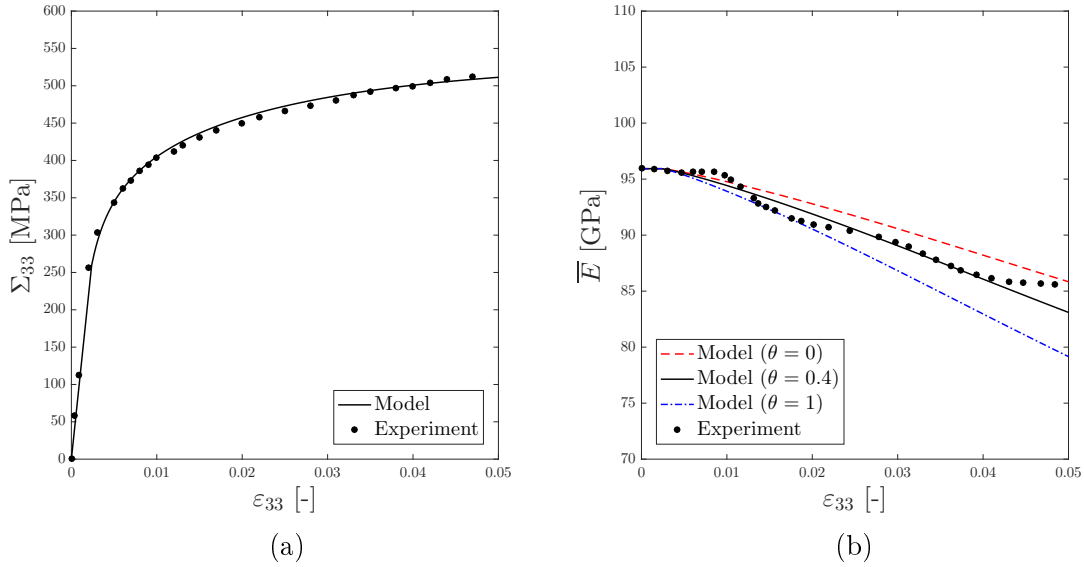 600
550
500
450
400
350
300
250
200
150
100
50
0
0
0.01
0.02
0.03
0.04
0.05
Σ₃₃ [MPa]
ε₃₃ [-]
Model
Experiment
(a)
110
105
100
95
90
85
80
75
70
0
0.01
0.02
0.03
0.04
0.05
E̅ [GPa]
ε₃₃ [-]
Model (θ = 0)
Model (θ = 0.4)
Model (θ = 1)
Experiment
(b)